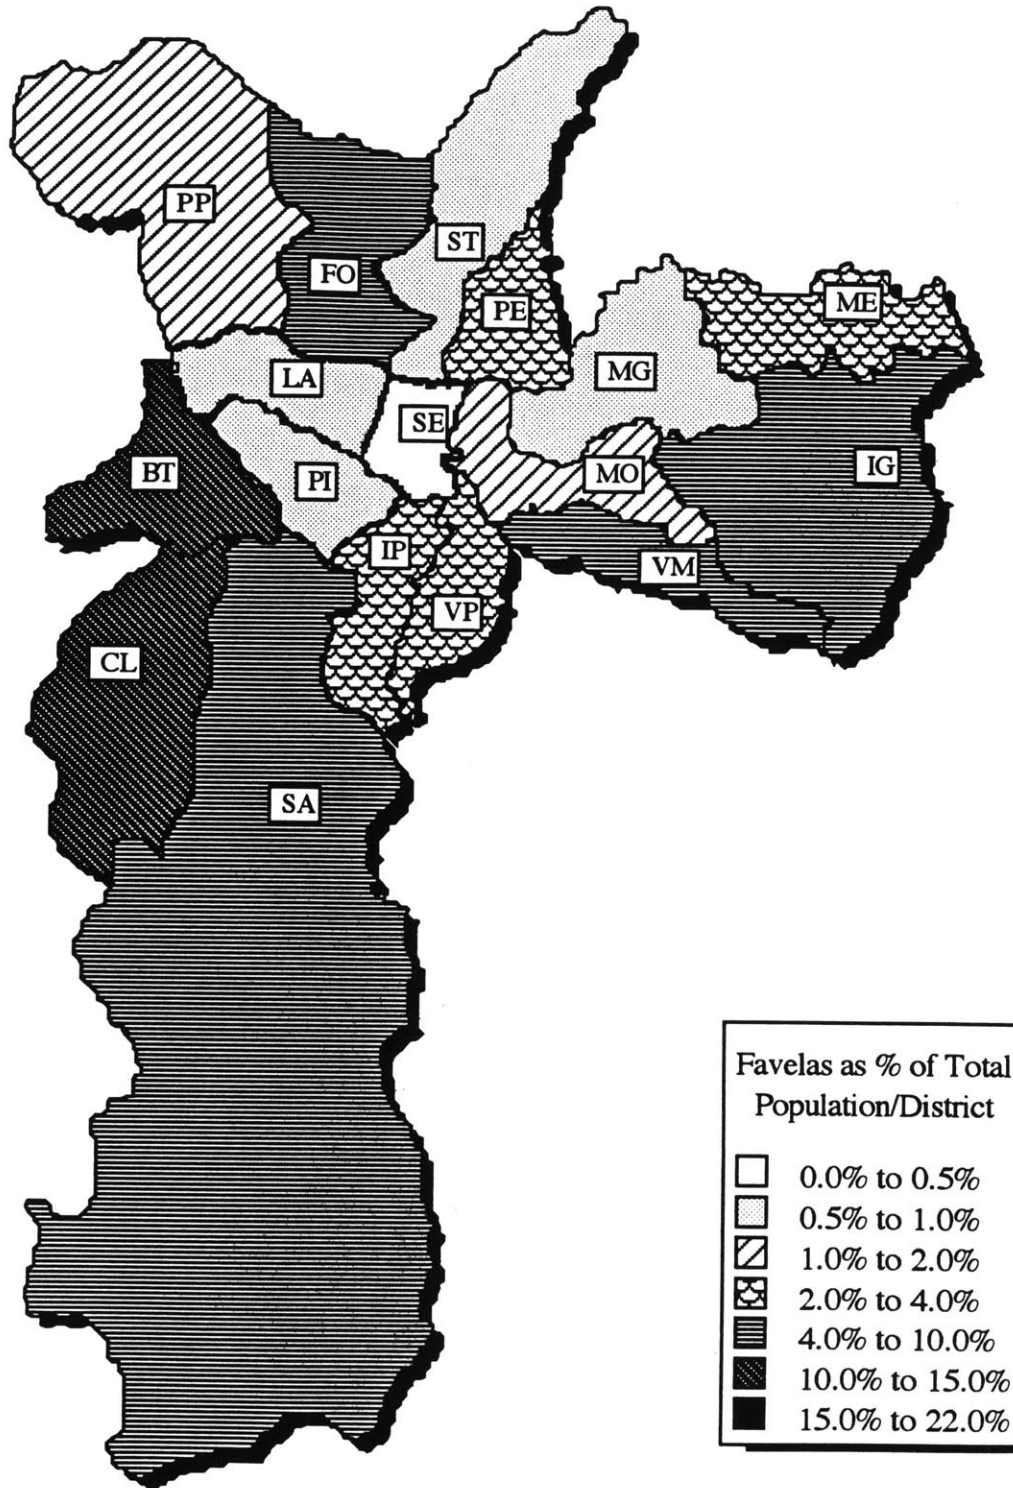 PP
ST
FO
PE
ME
LA
MG
SE
BT
PI
MO
IG
IP
VM
VP
CL
SA
Favelas as % of Total
Population/District
0.0% to 0.5%
0.5% to 1.0%
1.0% to 2.0%
2.0% to 4.0%
4.0% to 10.0%
10.0% to 15.0%
15.0% to 22.0%